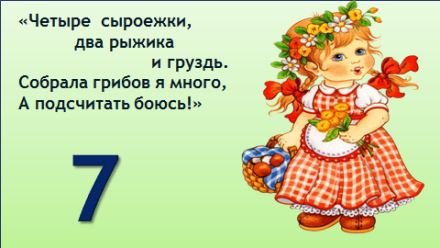 «Четыре сыроежки,
два рыжика
и груздь.
Собрала грибов я много,
А подсчитать боюсь!»
7